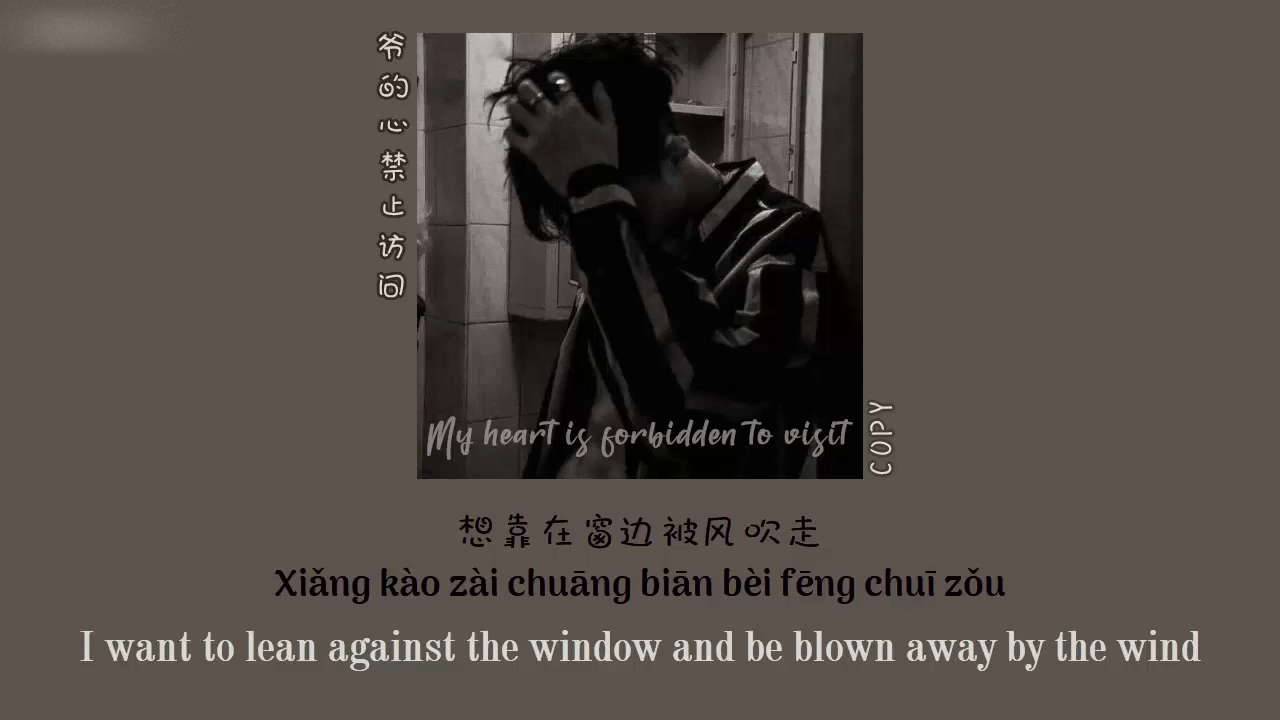 爷的心禁止访问
My heart is forbidden to visit
COPY
想靠在窗边被风吹走
Xiǎng kào zài chuāng biān bèi fēng chuī zǒu
I want to lean against the window and be blown away by the wind